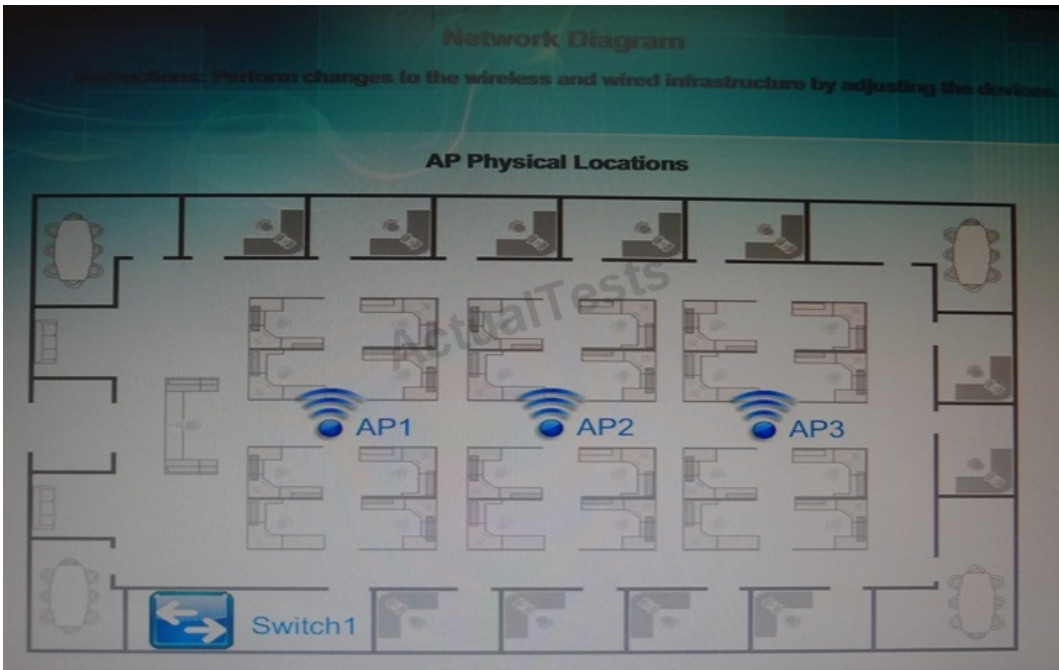 Network Diagram
Instructions: Perform changes to the wireless and wired infrastructure by adjusting the devices.
AP Physical Locations
ActualTests
AP1
AP2
AP3
Switch1